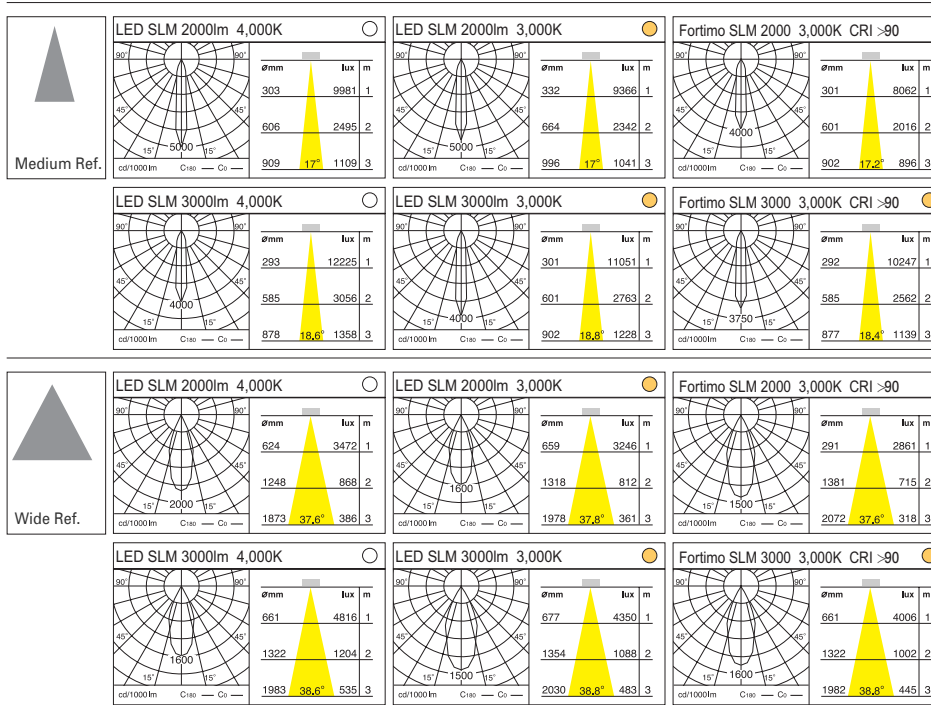 Medium Ref.
LED SLM 2000lm 4,000K
90° 90°
45° 45°
15° 15°
5000
cd/1000 lm C180 — C0
ømm lux m
303 9981 1
606 2495 2
909 17° 1109 3
LED SLM 2000lm 3,000K
90° 90°
45° 45°
15° 15°
5000
cd/1000 lm C180 — C0
ømm lux m
332 9366 1
664 2342 2
996 17° 1041 3
Fortimo SLM 2000 3,000K CRI >90
90° 90°
45° 45°
4000
15° 15°
cd/1000 lm C180 — C0
ømm lux m
301 8062 1
601 2016 2
902 17.2° 896 3
LED SLM 3000lm 4,000K
90° 90°
45° 45°
4000
15° 15°
cd/1000 lm C180 — C0
ømm lux m
293 12225 1
585 3056 2
878 18.6° 1358 3
LED SLM 3000lm 3,000K
90° 90°
45° 45°
4000
15° 15°
cd/1000 lm C180 — C0
ømm lux m
301 11051 1
601 2763 2
902 18.8° 1228 3
Fortimo SLM 3000 3,000K CRI >90
90° 90°
45° 45°
3750
15° 15°
cd/1000 lm C180 — C0
ømm lux m
292 10247 1
585 2562 2
877 18.4° 1139 3
Wide Ref.
LED SLM 2000lm 4,000K
90° 90°
45° 45°
2000
15° 15°
cd/1000 lm C180 — C0
ømm lux m
624 3472 1
1248 868 2
1873 37.6° 386 3
LED SLM 2000lm 3,000K
90° 90°
45° 45°
1600
15° 15°
cd/1000 lm C180 — C0
ømm lux m
659 3246 1
1318 812 2
1978 37.8° 361 3
Fortimo SLM 2000 3,000K CRI >90
90° 90°
45° 45°
1500
15° 15°
cd/1000 lm C180 — C0
ømm lux m
291 2861 1
1381 715 2
2072 37.6° 318 3
LED SLM 3000lm 4,000K
90° 90°
45° 45°
1600
15° 15°
cd/1000 lm C180 — C0
ømm lux m
661 4816 1
1322 1204 2
1983 38.6° 535 3
LED SLM 3000lm 3,000K
90° 90°
45° 45°
15° 1500 15°
cd/1000 lm C180 — C0
ømm lux m
677 4350 1
1354 1088 2
2030 38.8° 483 3
Fortimo SLM 3000 3,000K CRI >90
90° 90°
45° 45°
15° 1600 15°
cd/1000 lm C180 — C0
ømm lux m
661 4006 1
1322 1002 2
1982 38.8° 445 3